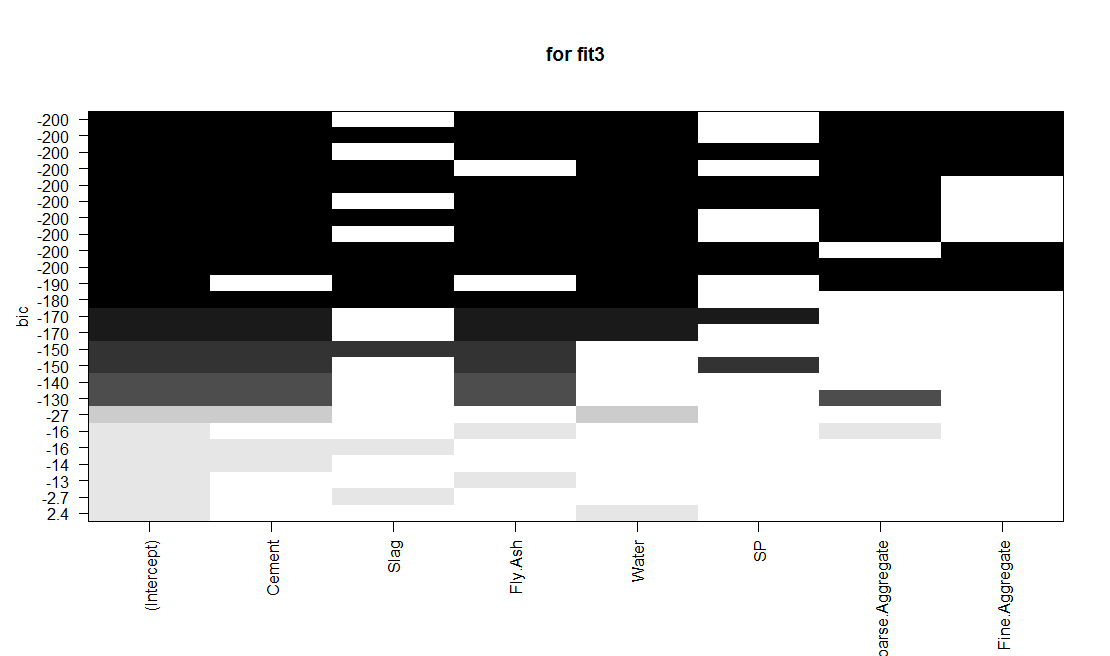 for fit3
bic
-200
-200
-200
-200
-200
-200
-200
-200
-200
-200
-190
-180
-170
-170
-150
-150
-140
-130
-27
-16
-16
-14
-13
-2.7
2.4
(Intercept)
Cement
Slag
Fly.Ash
Water
SP
oarse.Aggregate
Fine.Aggregate